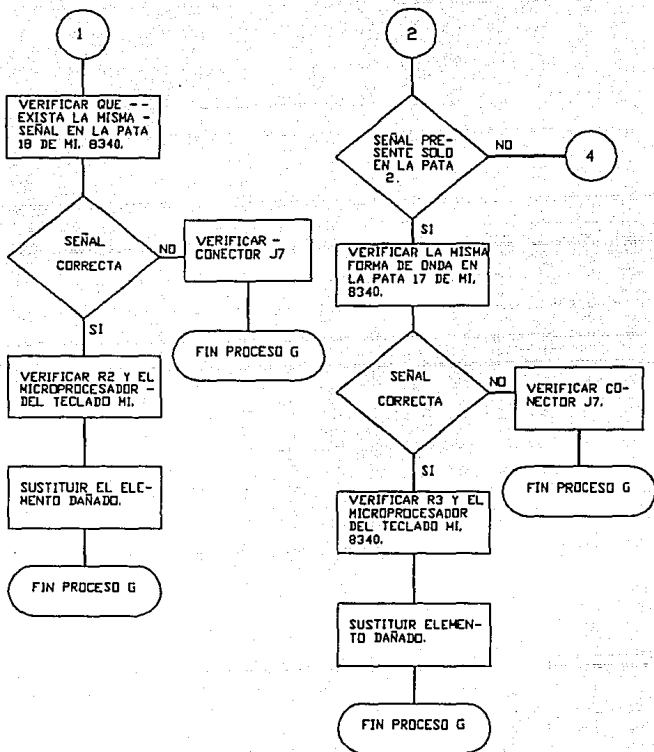 1
VERIFICAR QUE --
EXISTA LA MISMA -
SEÑAL EN LA PATA
18 DE MI. 8340.
SEÑAL
CORRECTA
NO
VERIFICAR -
CONECTOR J7
FIN PROCESO G
SI
VERIFICAR R2 Y EL
MICROPROCESADOR -
DEL TECLADO MI.
SUSTITUIR EL ELE-
MENTO DAÑADO.
FIN PROCESO G
2
SEÑAL PRE-
SENTE SOLO
EN LA PATA
2.
NO
4
SI
VERIFICAR LA MISMA
FORMA DE ONDA EN
LA PATA 17 DE MI.
8340.
SEÑAL
CORRECTA
NO
VERIFICAR CO-
NECTOR J7.
FIN PROCESO G
SI
VERIFICAR R3 Y EL
MICROPROCESADOR
DEL TECLADO MI.
8340.
SUSTITUIR ELEMEN-
TO DAÑADO.
FIN PROCESO G